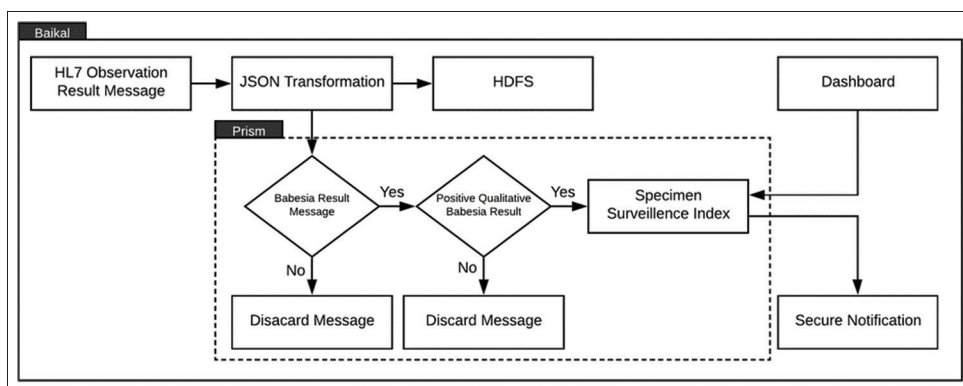 Baikal
HL7 Observation
Result Message
JSON Transformation
HDFS
Dashboard
Prism
Babesia Result
Message
Yes
Positive Qualitative
Babesia Result
Yes
Specimen
Surveillence Index
No
No
Disacard Message
Discard Message
Secure Notification